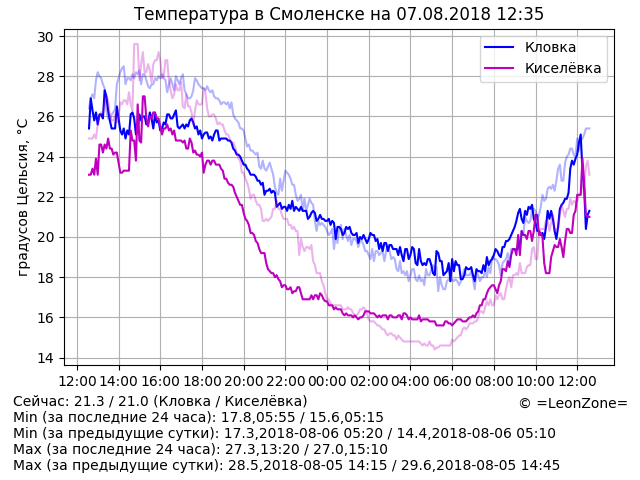 Температура в Смоленске на 07.08.2018 12:35
градусов Цельсия, °C
30
28
26
24
22
20
18
16
14
Кловка
Киселёвка
12:00 14:00 16:00 18:00 20:00 22:00 00:00 02:00 04:00 06:00 08:00 10:00 12:00
Сейчас: 21.3 / 21.0 (Кловка / Киселёвка)
© =LeonZone=
Min (за последние 24 часа): 17.8,05:55 / 15.6,05:15
Min (за предыдущие сутки): 17.3,2018-08-06 05:20 / 14.4,2018-08-06 05:10
Max (за последние 24 часа): 27.3,13:20 / 27.0,15:10
Max (за предыдущие сутки): 28.5,2018-08-05 14:15 / 29.6,2018-08-05 14:45